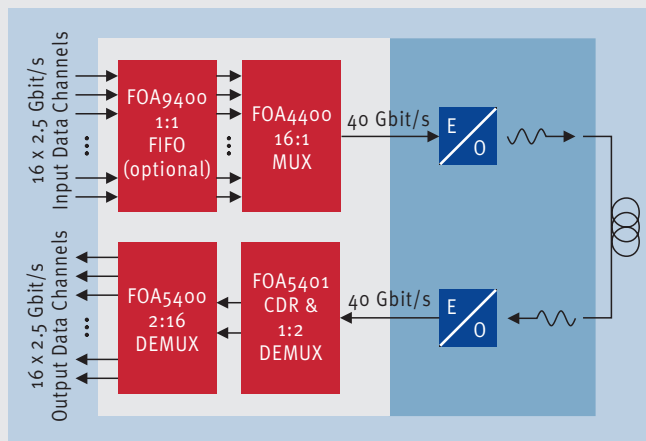 16 x 2.5 Gbit/s
Input Data Channels
FOA9400
1:1
FIFO
(optional)
FOA4400
16:1
MUX
40 Gbit/s
E
O
16 x 2.5 Gbit/s
Output Data Channels
FOA5400
2:16
DEMUX
FOA5401
CDR &
1:2
DEMUX
40 Gbit/s
E
O